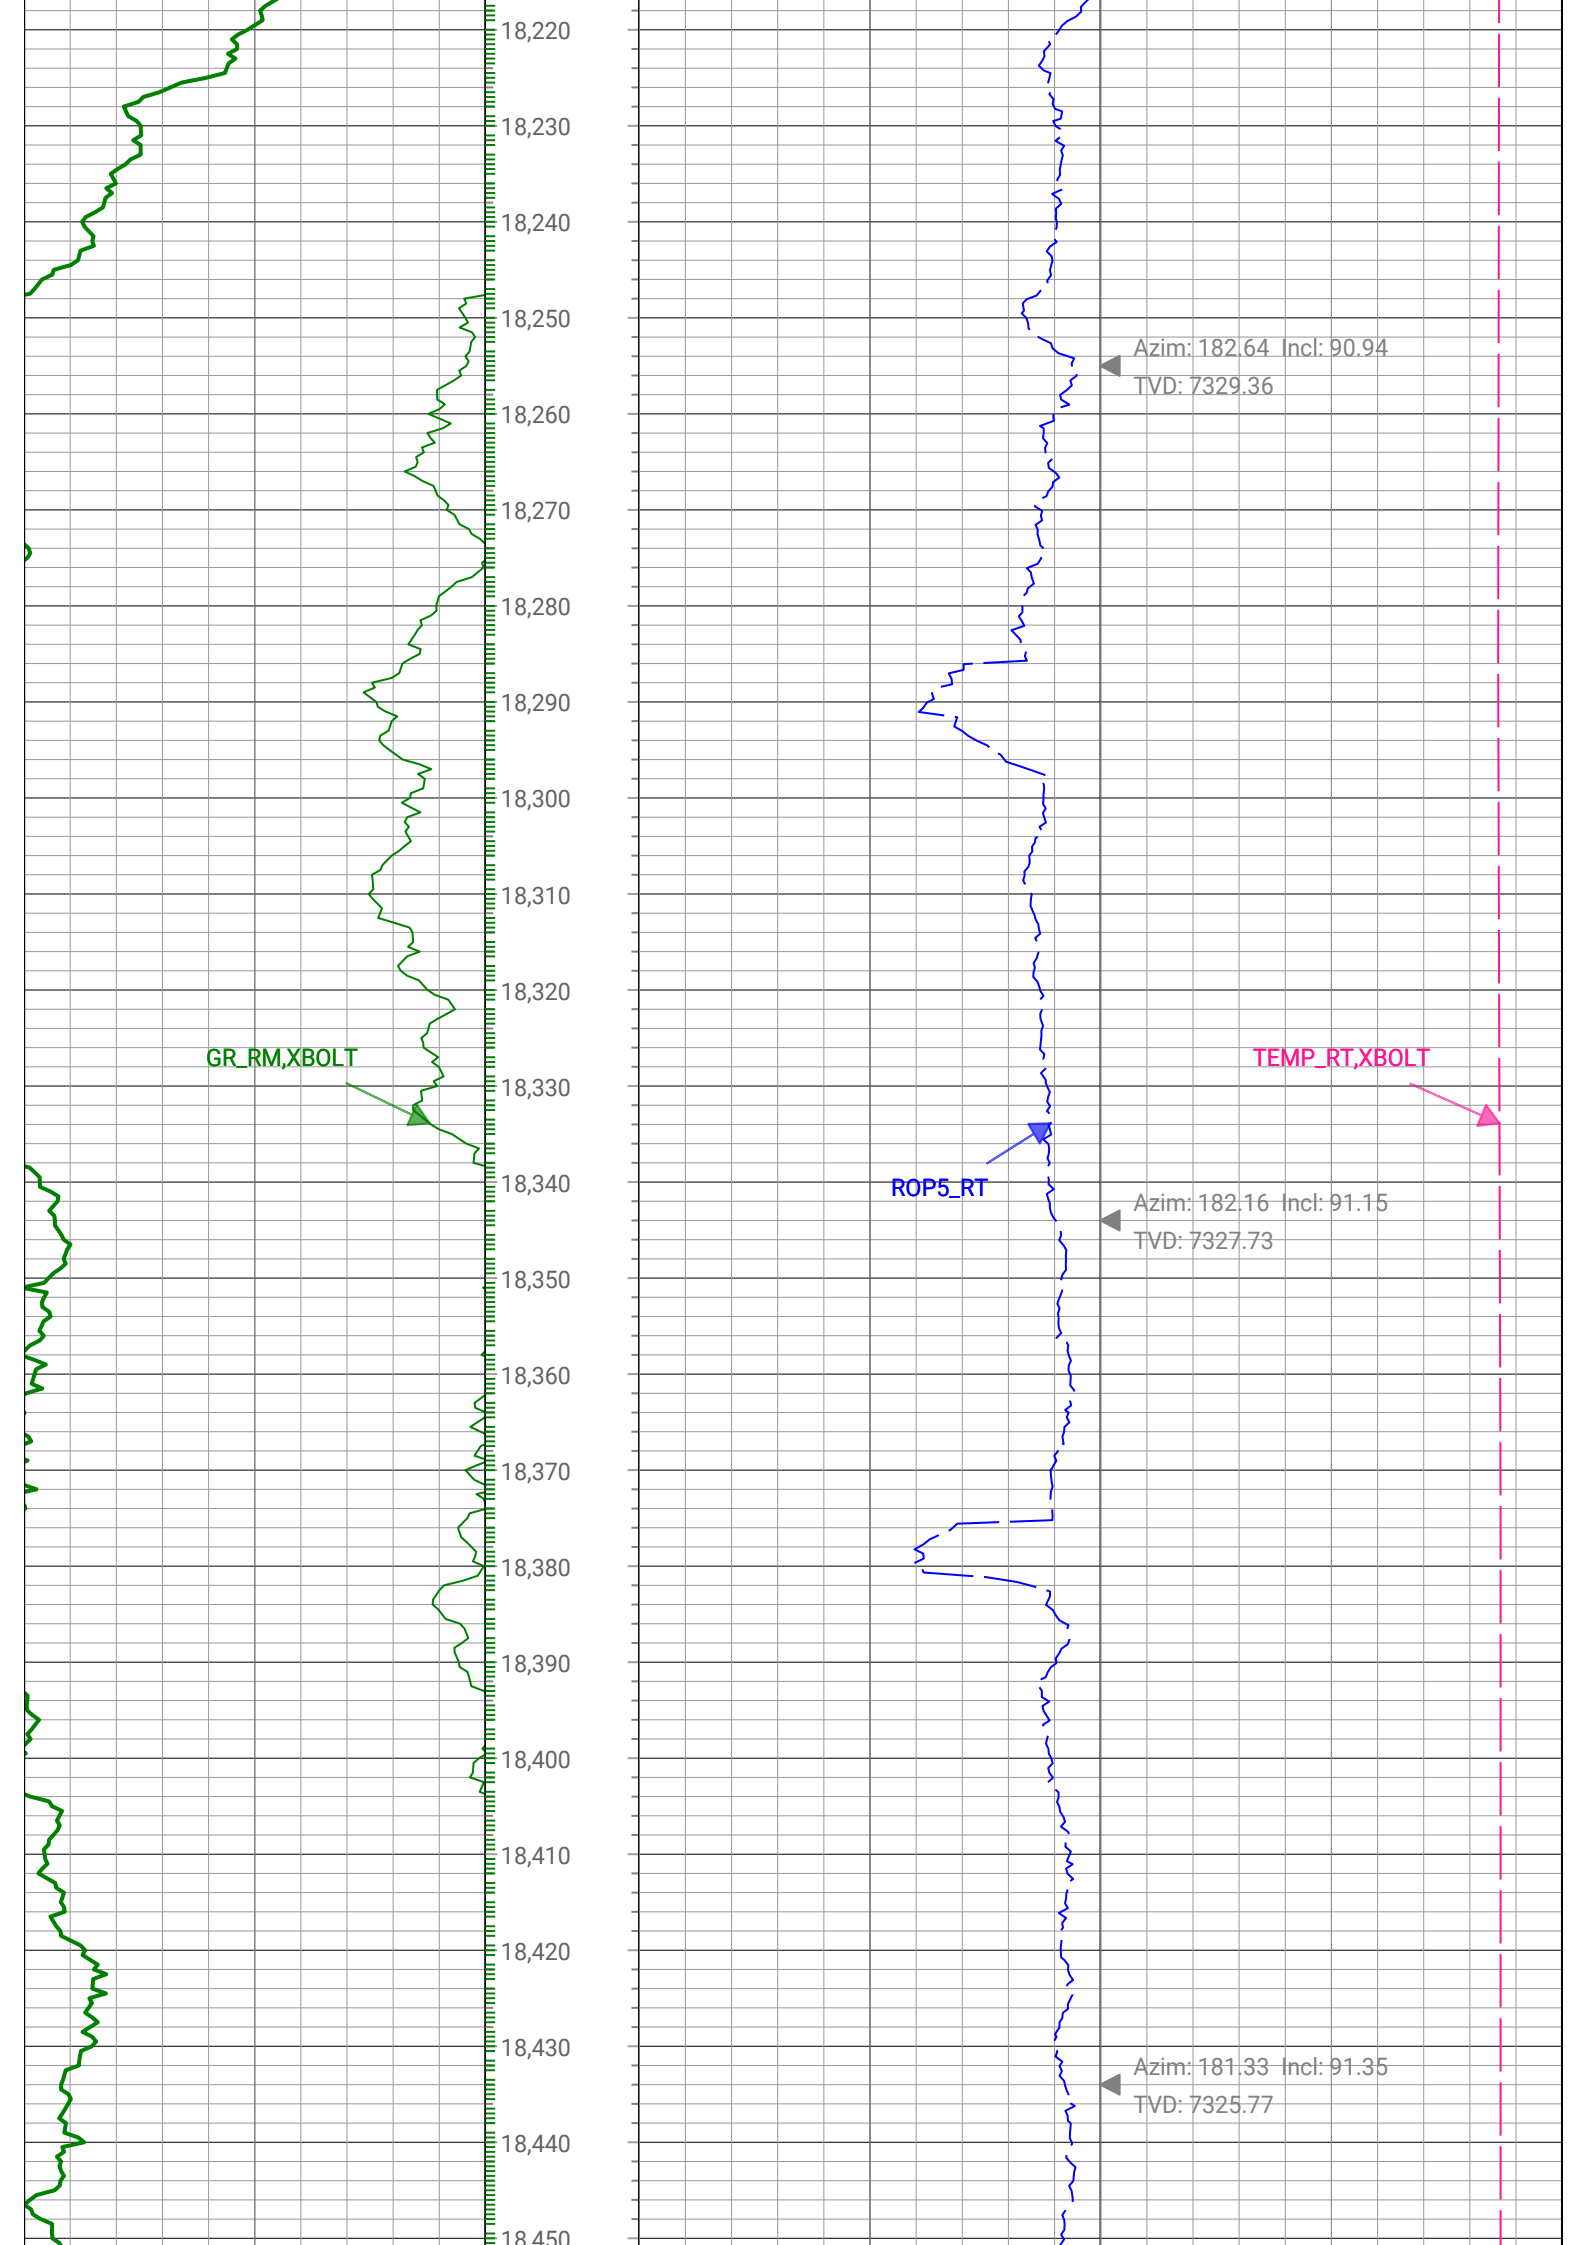 18,220
18,230
18,240
18,250
Azim: 182.64 Incl: 90.94
TVD: 7329.36
18,260
18,270
18,280
18,290
18,300
18,310
18,320
GR_RM,XBOLT
TEMP_RT,XBOLT
18,330
ROP5_RT
18,340
Azim: 182.16 Incl: 91.15
TVD: 7327.73
18,350
18,360
18,370
18,380
18,390
18,400
18,410
18,420
18,430
Azim: 181.33 Incl: 91.35
TVD: 7325.77
18,440
18,450